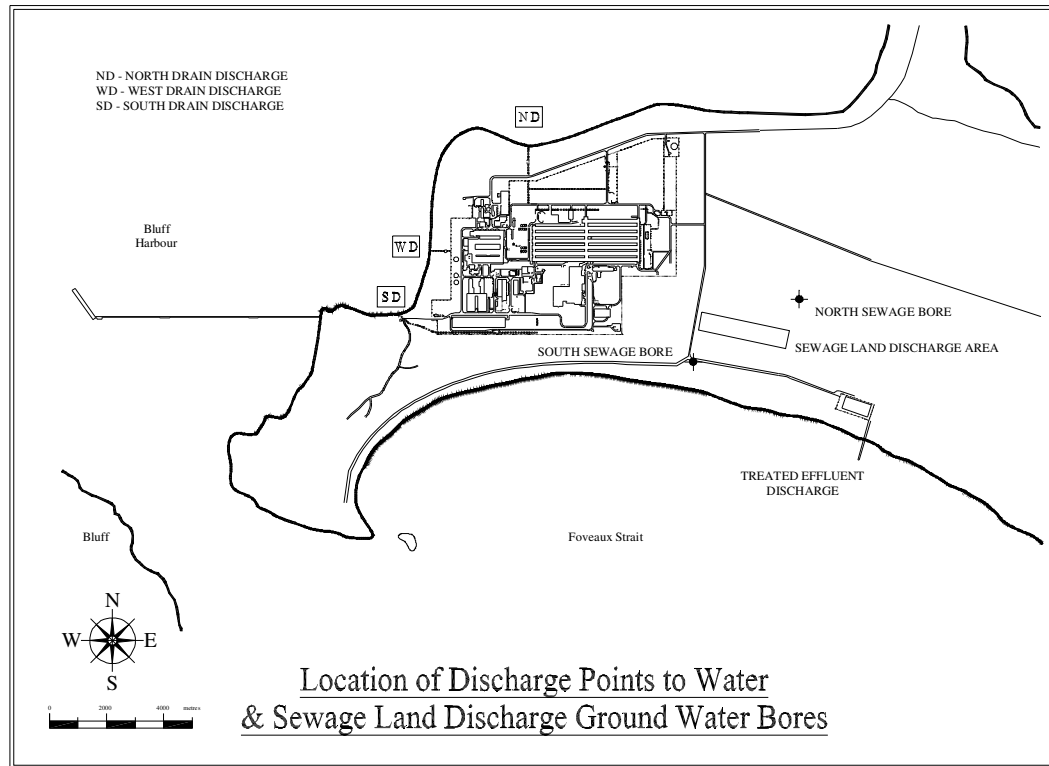 ND - NORTH DRAIN DISCHARGE
WD - WEST DRAIN DISCHARGE
SD - SOUTH DRAIN DISCHARGE
ND
Bluff
Harbour
WD
SD
NORTH SEWAGE BORE
SOUTH SEWAGE BORE
SEWAGE LAND DISCHARGE AREA
TREATED EFFLUENT
DISCHARGE
Bluff
Foveaux Strait
N
W E
S
0 2000 4000 metres
Location of Discharge Points to Water
& Sewage Land Discharge Ground Water Bores